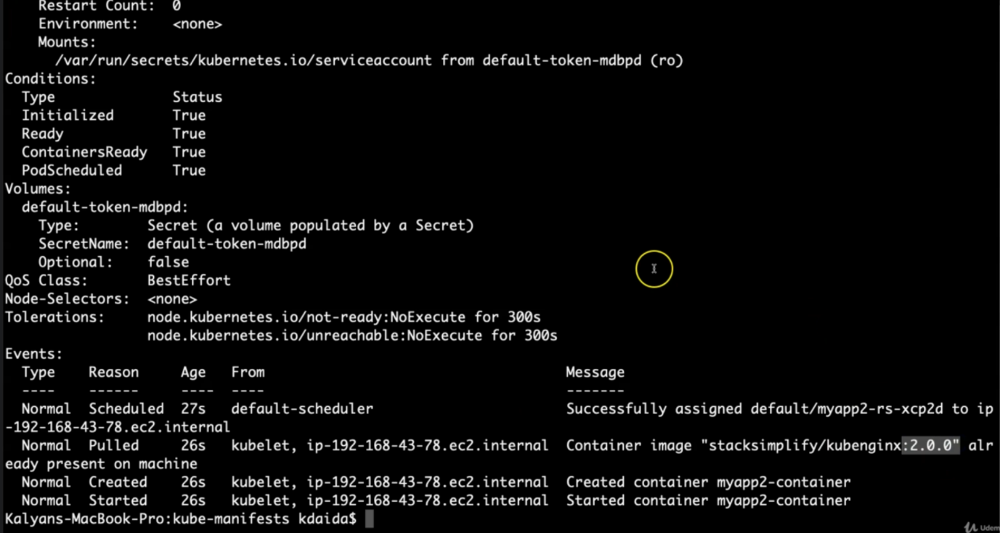 Restart Count:  0
Environment:    <none>
Mounts:
/var/run/secrets/kubernetes.io/serviceaccount from default-token-mdbpd (ro)
Conditions:
Type              Status
Initialized       True
Ready             True
ContainersReady   True
PodScheduled      True
Volumes:
default-token-mdbpd:
Type:        Secret (a volume populated by a Secret)
SecretName:  default-token-mdbpd
Optional:    false
QoS Class:       BestEffort
Node-Selectors:  <none>
Tolerations:     node.kubernetes.io/not-ready:NoExecute for 300s
node.kubernetes.io/unreachable:NoExecute for 300s
Events:
Type    Reason     Age   From                                    Message
----    ------     ----  ----                                    -------
Normal  Scheduled  27s   default-scheduler                       Successfully assigned default/myapp2-rs-xcp2d to ip
-192-168-43-78.ec2.internal
Normal  Pulled     26s   kubelet, ip-192-168-43-78.ec2.internal  Container image "stacksimplify/kubenginx:2.0.0" alr
eady present on machine
Normal  Created    26s   kubelet, ip-192-168-43-78.ec2.internal  Created container myapp2-container
Normal  Started    26s   kubelet, ip-192-168-43-78.ec2.internal  Started container myapp2-container
Kalyans-MacBook-Pro:kube-manifests kdaida$
Udem